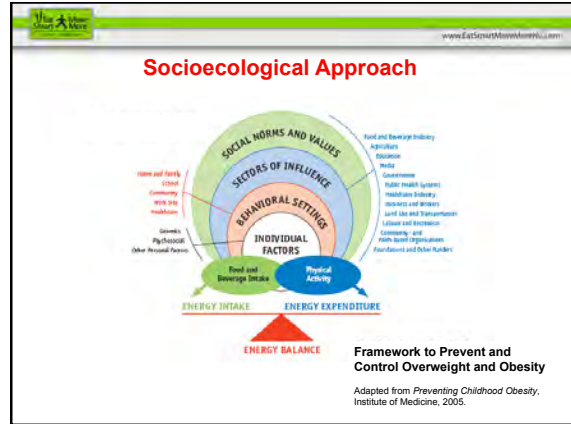 Eat Smart Move More
www.EatSmartMoveMoreNC.com
Socioecological Approach
SOCIAL NORMS AND VALUES
SECTORS OF INFLUENCE
BEHAVIORAL SETTINGS
INDIVIDUAL
FACTORS
Home and Family
School
Community
Work Site
Healthcare
Genetics
Psychosocial
Other Personal Factors
Food and Beverage Industry
Agriculture
Education
Media
Government
Public Health Systems
Healthcare Industry
Business and Workers
Land Use and Transportation
Leisure and Recreation
Community- and
Faith-based Organizations
Foundations and Other Funders
Food and
Beverage Intake
Physical
Activity
ENERGY INTAKE
ENERGY EXPENDITURE
ENERGY BALANCE
Framework to Prevent and
Control Overweight and Obesity
Adapted from Preventing Childhood Obesity,
Institute of Medicine, 2005.